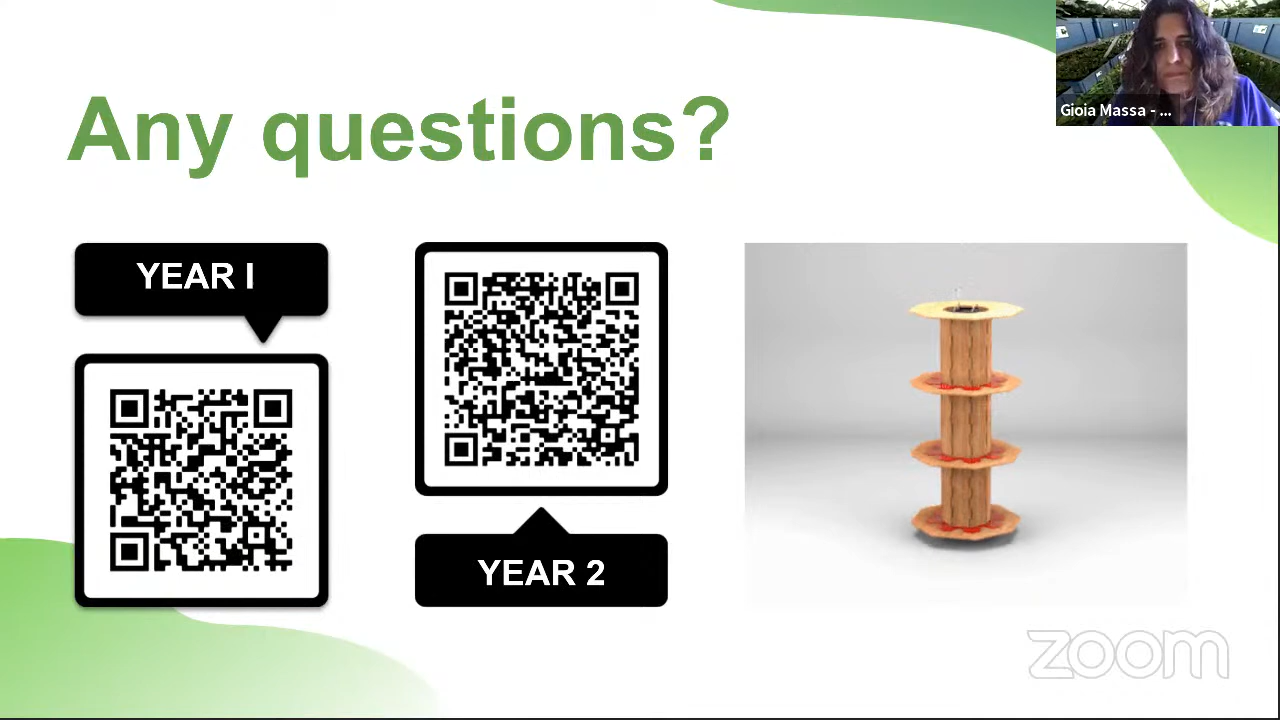 Any questions?
Gioia Massa - ...
YEAR I
YEAR 2
zoom